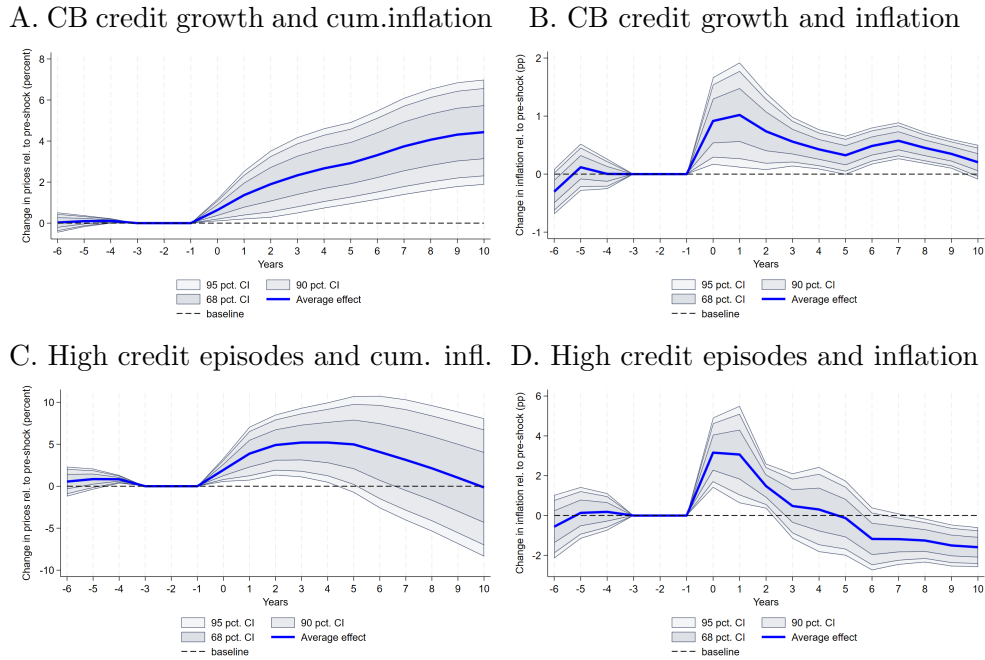 A. CB credit growth and cum.inflation
Change in prices rel. to pre-shock (percent)
8
6
4
2
0
-6 -5 -4 -3 -2 -1 0 1 2 3 4 5 6 7 8 9 10
Years
95 pct. CI 90 pct. CI
68 pct. CI Average effect
baseline
B. CB credit growth and inflation
Change in inflation rel. to pre-shock (pp)
2
1
0
-1
-6 -5 -4 -3 -2 -1 0 1 2 3 4 5 6 7 8 9 10
Years
95 pct. CI 90 pct. CI
68 pct. CI Average effect
baseline
C. High credit episodes and cum. infl.
Change in prices rel. to pre-shock (percent)
10
5
0
-5
-10
-6 -5 -4 -3 -2 -1 0 1 2 3 4 5 6 7 8 9 10
Years
95 pct. CI 90 pct. CI
68 pct. CI Average effect
baseline
D. High credit episodes and inflation
Change in inflation rel. to pre-shock (pp)
6
4
2
0
-2
-6 -5 -4 -3 -2 -1 0 1 2 3 4 5 6 7 8 9 10
Years
95 pct. CI 90 pct. CI
68 pct. CI Average effect
baseline